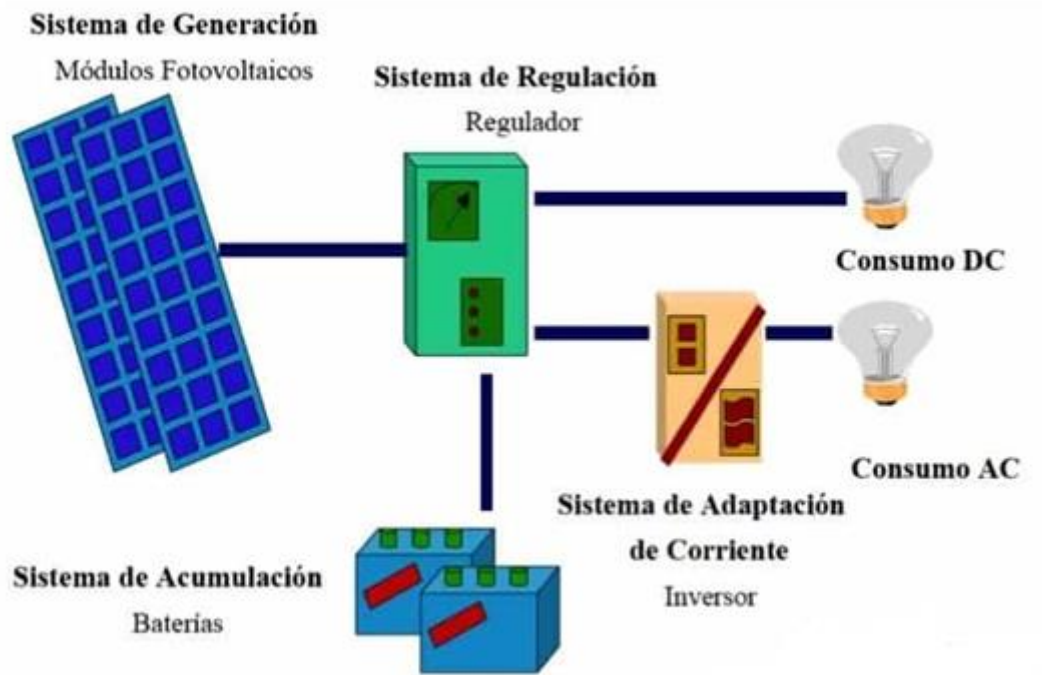 Sistema de Generación
Módulos Fotovoltaicos
Sistema de Regulación
Regulador
Consumo DC
Consumo AC
Sistema de Adaptación
de Corriente
Inversor
Sistema de Acumulación
Baterías